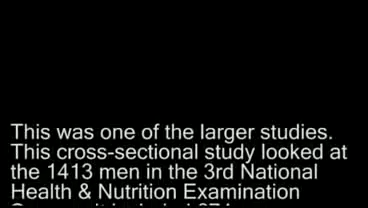 This was one of the larger studies.
This cross-sectional study looked at
the 1413 men in the 3rd National
Health & Nutrition Examination